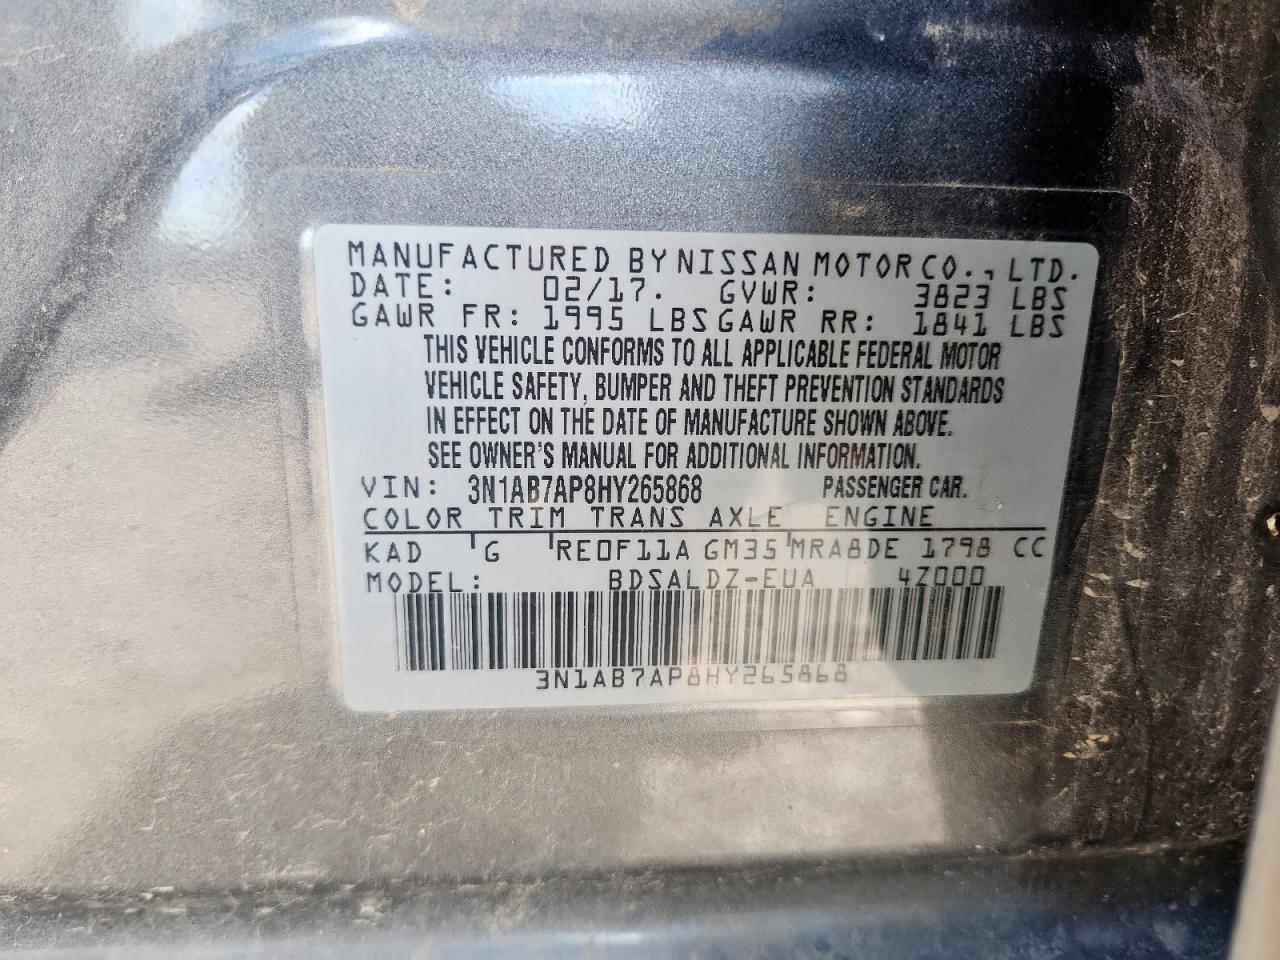 MANUFACTURED BY NISSAN MOTOR CO., LTD.
DATE: 02/17. GVWR: 3823 LBS
GAWR FR: 1995 LBS GAWR RR: 1841 LBS
THIS VEHICLE CONFORMS TO ALL APPLICABLE FEDERAL MOTOR
VEHICLE SAFETY, BUMPER AND THEFT PREVENTION STANDARDS
IN EFFECT ON THE DATE OF MANUFACTURE SHOWN ABOVE.
SEE OWNER'S MANUAL FOR ADDITIONAL INFORMATION.
VIN: 3N1AB7AP8HY265868 PASSENGER CAR.
COLOR TRIM TRANS AXLE ENGINE
KAD G RE0F11A GM35 MRA8DE 1798 CC
MODEL: BDSALDZ-EUA 4Z000
3N1AB7AP8HY265868